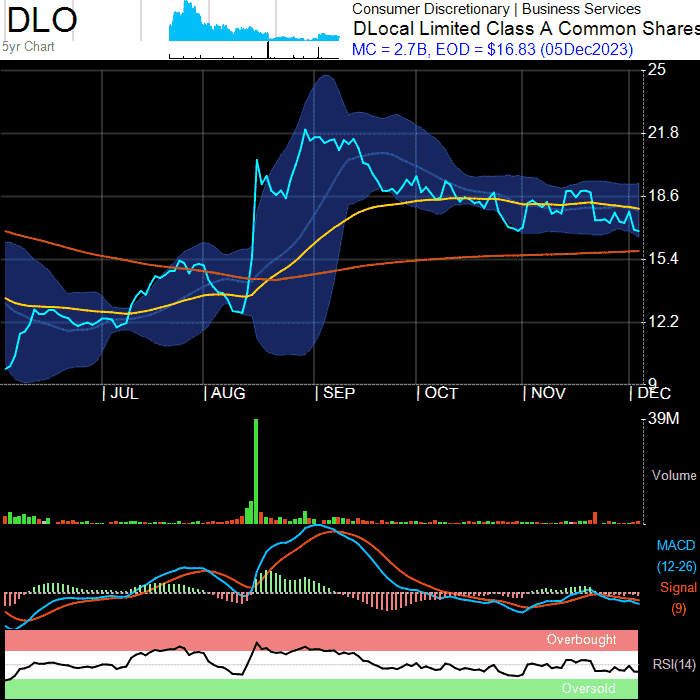 DLO
5yr Chart
Consumer Discretionary | Business Services
DLocal Limited Class A Common Shares
MC = 2.7B, EOD = $16.83 (05Dec2023)
25
21.8
18.6
15.4
12.2
9
JUL AUG SEP OCT NOV DEC
39M
Volume
MACD
(12-26)
Signal
(9)
Overbought
RSI(14)
Oversold